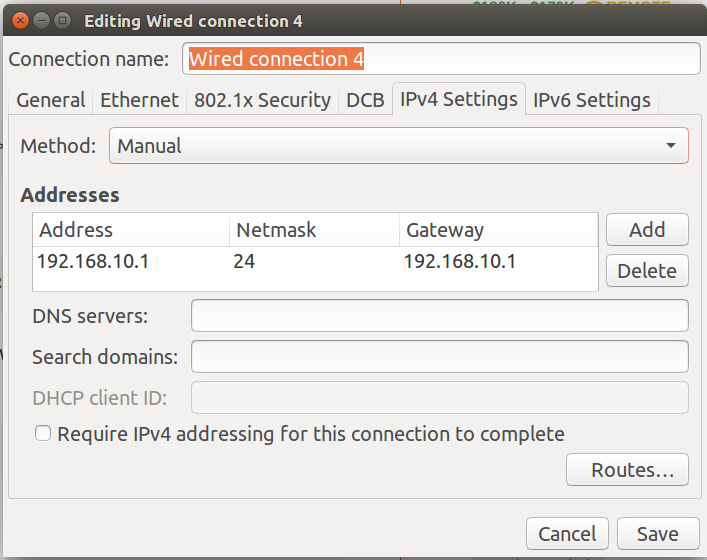 Editing Wired connection 4
Connection name: Wired connection 4
General Ethernet 802.1x Security DCB IPv4 Settings IPv6 Settings
Method: Manual
Addresses
Address Netmask Gateway
Add
192.168.10.1 24 192.168.10.1
Delete
DNS servers:
Search domains:
DHCP client ID:
Require IPv4 addressing for this connection to complete
Routes...
Cancel Save